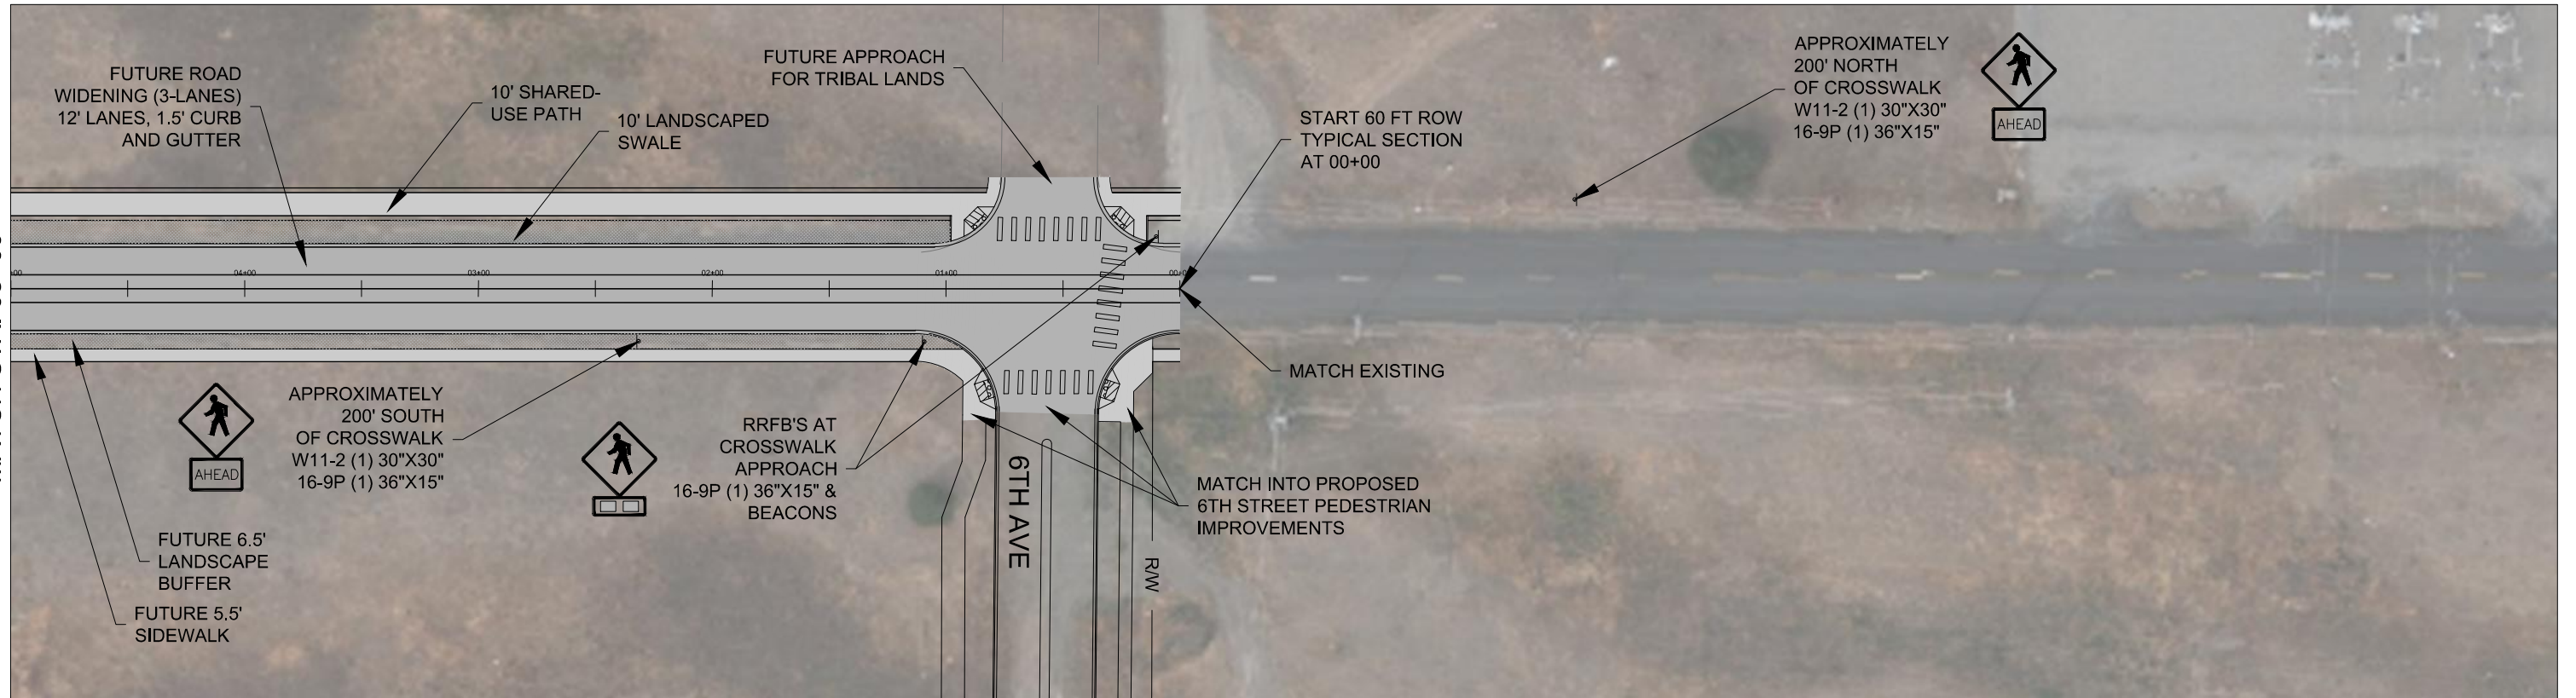 FUTURE ROAD
WIDENING (3-LANES)
12' LANES, 1.5' CURB
AND GUTTER
10' SHARED-
USE PATH
10' LANDSCAPED
SWALE
FUTURE APPROACH
FOR TRIBAL LANDS
START 60 FT ROW
TYPICAL SECTION
AT 00+00
APPROXIMATELY
200' NORTH
OF CROSSWALK
W11-2 (1) 30"X30"
16-9P (1) 36"X15"
AHEAD
04+00
03+00
02+00
01+00
MATCH EXISTING
AHEAD
APPROXIMATELY
200' SOUTH
OF CROSSWALK
W11-2 (1) 30"X30"
16-9P (1) 36"X15"
RRFB'S AT
CROSSWALK
APPROACH
16-9P (1) 36"X15" &
BEACONS
6TH AVE
R/W
MATCH INTO PROPOSED
6TH STREET PEDESTRIAN
IMPROVEMENTS
FUTURE 6.5'
LANDSCAPE
BUFFER
FUTURE 5.5'
SIDEWALK